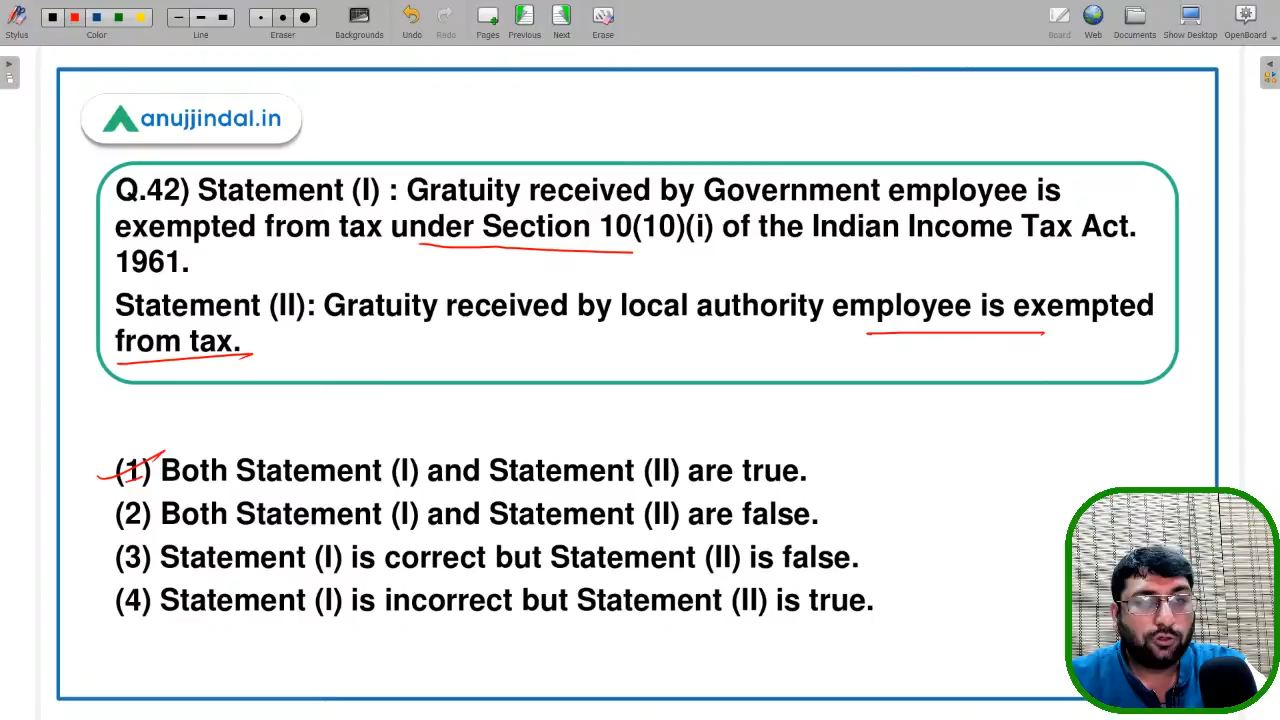 Stylus
Color
Line
Eraser
Backgrounds
Undo
Redo
Pages
Previous
Next
Erase
Board
Web
Documents
Show Desktop
OpenBoard
anujjindal.in
Q.42) Statement (I) : Gratuity received by Government employee is
exempted from tax under Section 10(10)(i) of the Indian Income Tax Act.
1961.
Statement (II): Gratuity received by local authority employee is exempted
from tax.
(1) Both Statement (I) and Statement (II) are true.
(2) Both Statement (I) and Statement (II) are false.
(3) Statement (I) is correct but Statement (II) is false.
(4) Statement (I) is incorrect but Statement (II) is true.